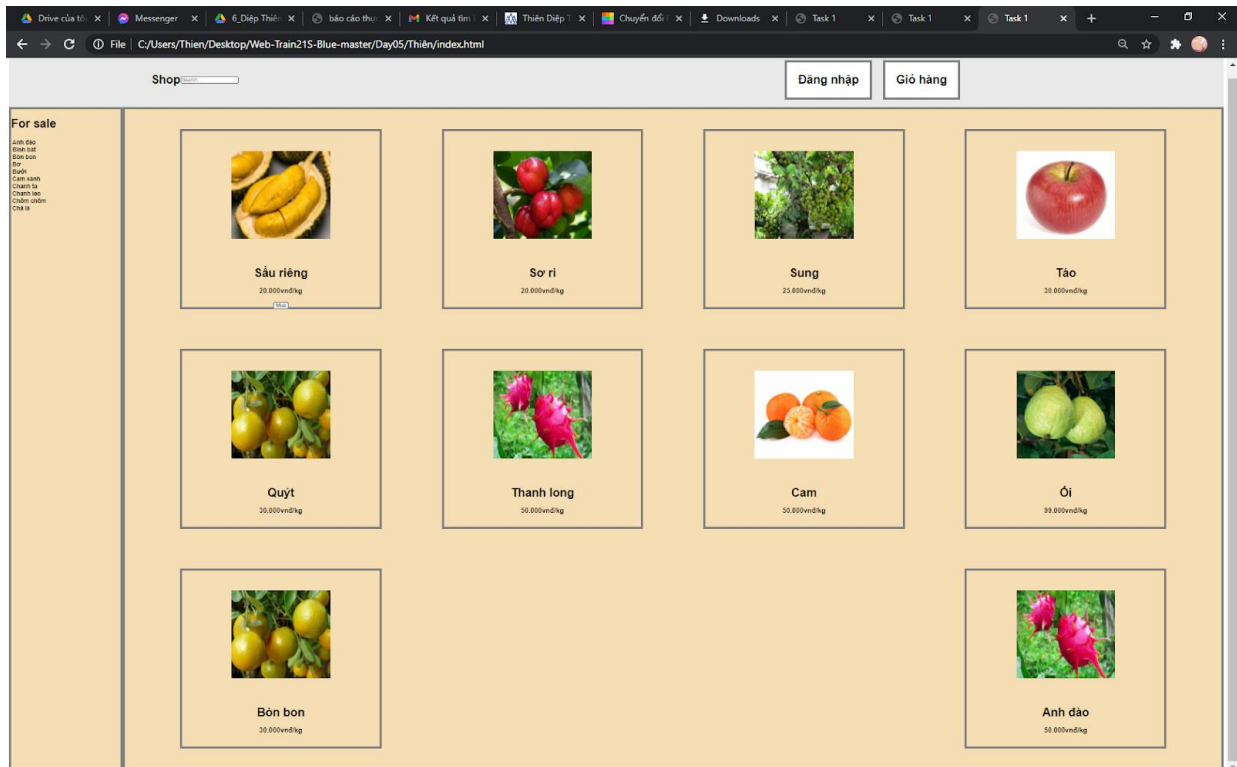 Drive của tô
Messenger
6_Diệp Thiên
báo cáo thự
Kết quả tìm
Thiên Diệp T
Chuyển đổi
Downloads
Task 1
Task 1
Task 1
File
C:/Users/Thien/Desktop/Web-Train21S-Blue-master/Day05/Thiên/index.html
Shop
Search
Đăng nhập
Giỏ hàng
For sale
Anh đào
Bình bát
Bòn bon
Bơ
Bưởi
Cam sành
Chanh ta
Chanh leo
Chôm chôm
Chà là
Sầu riêng
20.000vnđ/kg
Mua
Sơ ri
20.000vnđ/kg
Sung
25.000vnđ/kg
Táo
30.000vnđ/kg
Quýt
30.000vnđ/kg
Thanh long
50.000vnđ/kg
Cam
50.000vnđ/kg
Ổi
99.000vnđ/kg
Bòn bon
30.000vnđ/kg
Anh đào
50.000vnđ/kg